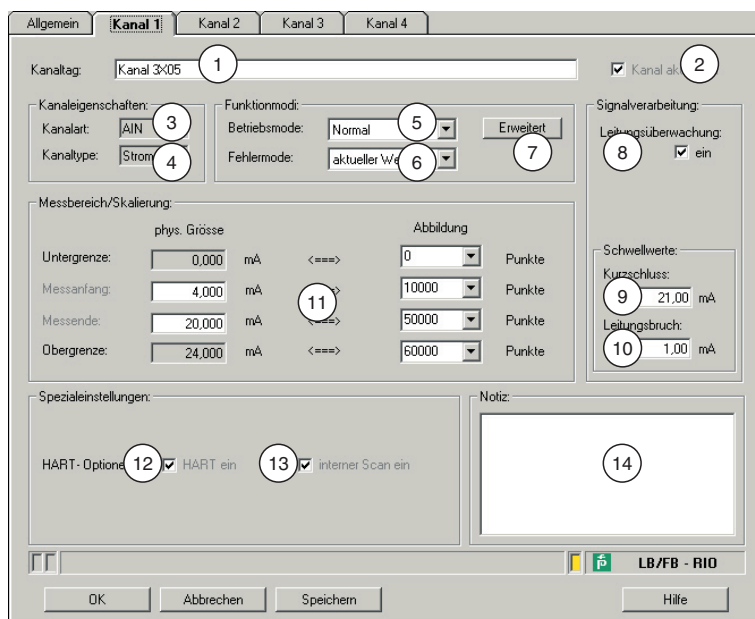 Allgemein Kanal 1 Kanal 2 Kanal 3 Kanal 4
Kanaltag: Kanal 3X05 1 Kanal 2
Kanaleigenschaften: Funktionmodi: Signalverarbeitung:
Kanalart: AIN 3 Betriebsmode: Normal 5 Erweitert Leitungsüberwachung:
Kanaltype: Strom 4 Fehlermode: aktueller 6 7 8 ein
Messbereich/Skalierung:
phys. Grösse Abbildung
Untergrenze: 0,000 mA <===> 0 Punkte
Schwellwerte:
Messanfang: 4,000 mA 10000 Punkte
Kurzschluss:
11 9 21,00 mA
Messende: 20,000 mA 50000 Punkte
Leitungsbruch:
Obergrenze: 24,000 mA <===> 60000 Punkte 10 1,00 mA
Spezialeinstellungen: Notiz:
HART- 12 HART ein 13 interner Scan ein 14
LB/FB - RIO
OK Abbrechen Speichern Hilfe